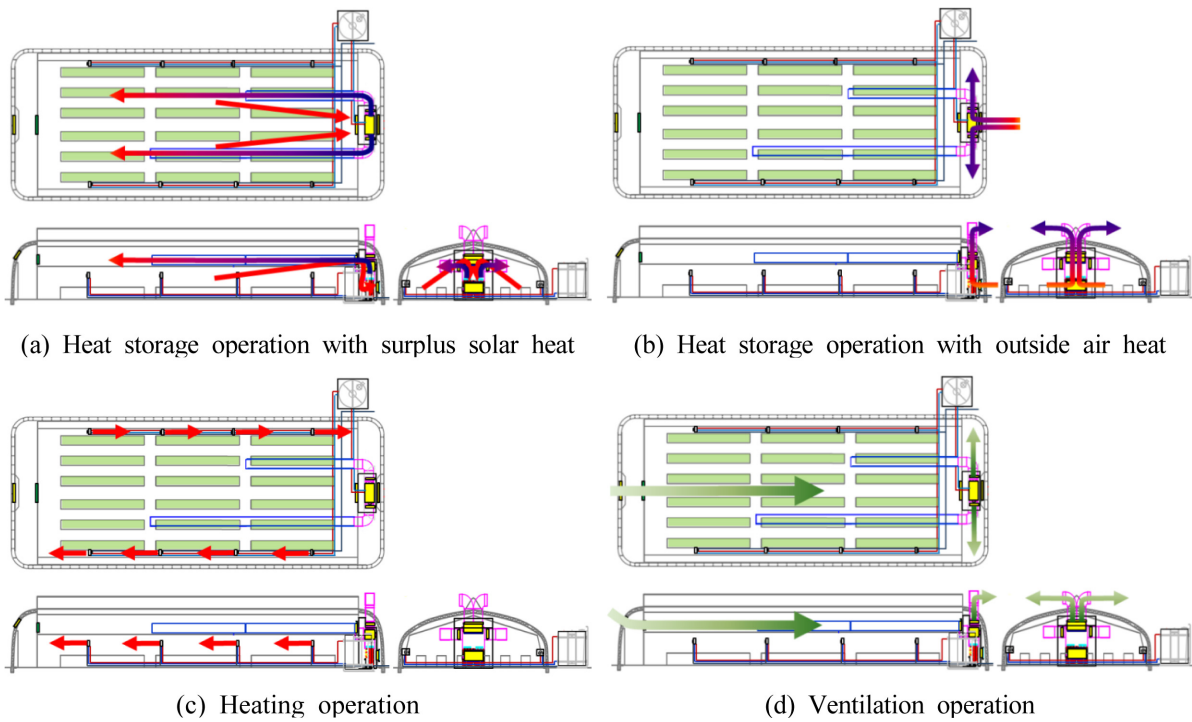 (a) Heat storage operation with surplus solar heat
(b) Heat storage operation with outside air heat
(c) Heating operation
(d) Ventilation operation